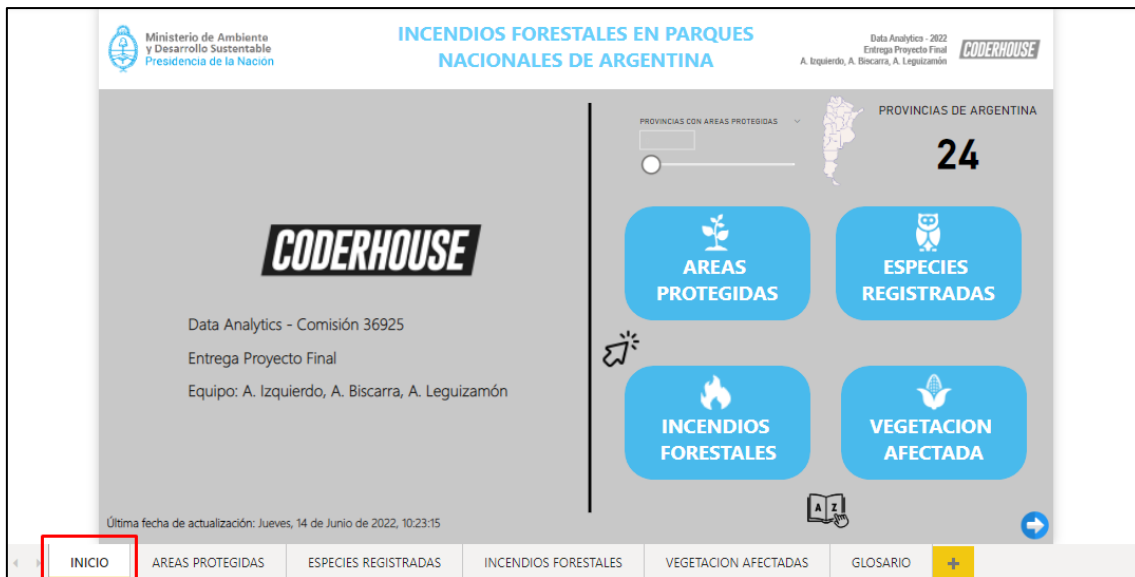 Ministerio de Ambiente
y Desarrollo Sustentable
Presidencia de la Nación
INCENDIOS FORESTALES EN PARQUES
NACIONALES DE ARGENTINA
Data Analytics - 2022
Entrega Proyecto Final
A. Izquierdo, A. Biscarra, A. Leguizamón
CODERHOUSE
PROVINCIAS CON AREAS PROTEGIDAS
PROVINCIAS DE ARGENTINA
24
CODERHOUSE
Data Analytics - Comisión 36925
Entrega Proyecto Final
Equipo: A. Izquierdo, A. Biscarra, A. Leguizamón
AREAS
PROTEGIDAS
ESPECIES
REGISTRADAS
INCENDIOS
FORESTALES
VEGETACION
AFECTADA
A Z
Última fecha de actualización: Jueves, 14 de Junio de 2022, 10:23:15
INICIO AREAS PROTEGIDAS ESPECIES REGISTRADAS INCENDIOS FORESTALES VEGETACION AFECTADAS GLOSARIO +